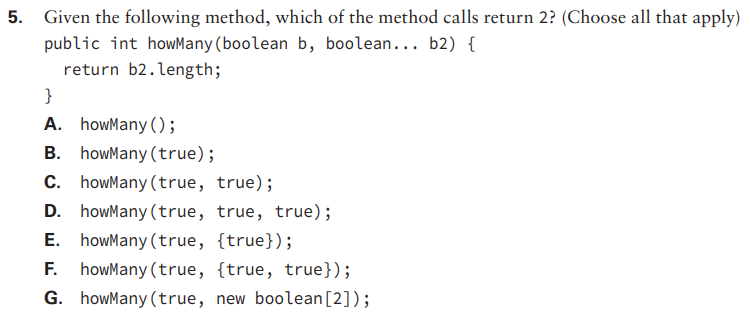 5. Given the following method, which of the method calls return 2? (Choose all that apply)
public int howMany(boolean b, boolean... b2) {
return b2.length;
}
A. howMany();
B. howMany(true);
C. howMany(true, true);
D. howMany(true, true, true);
E. howMany(true, {true});
F. howMany(true, {true, true});
G. howMany(true, new boolean[2]);